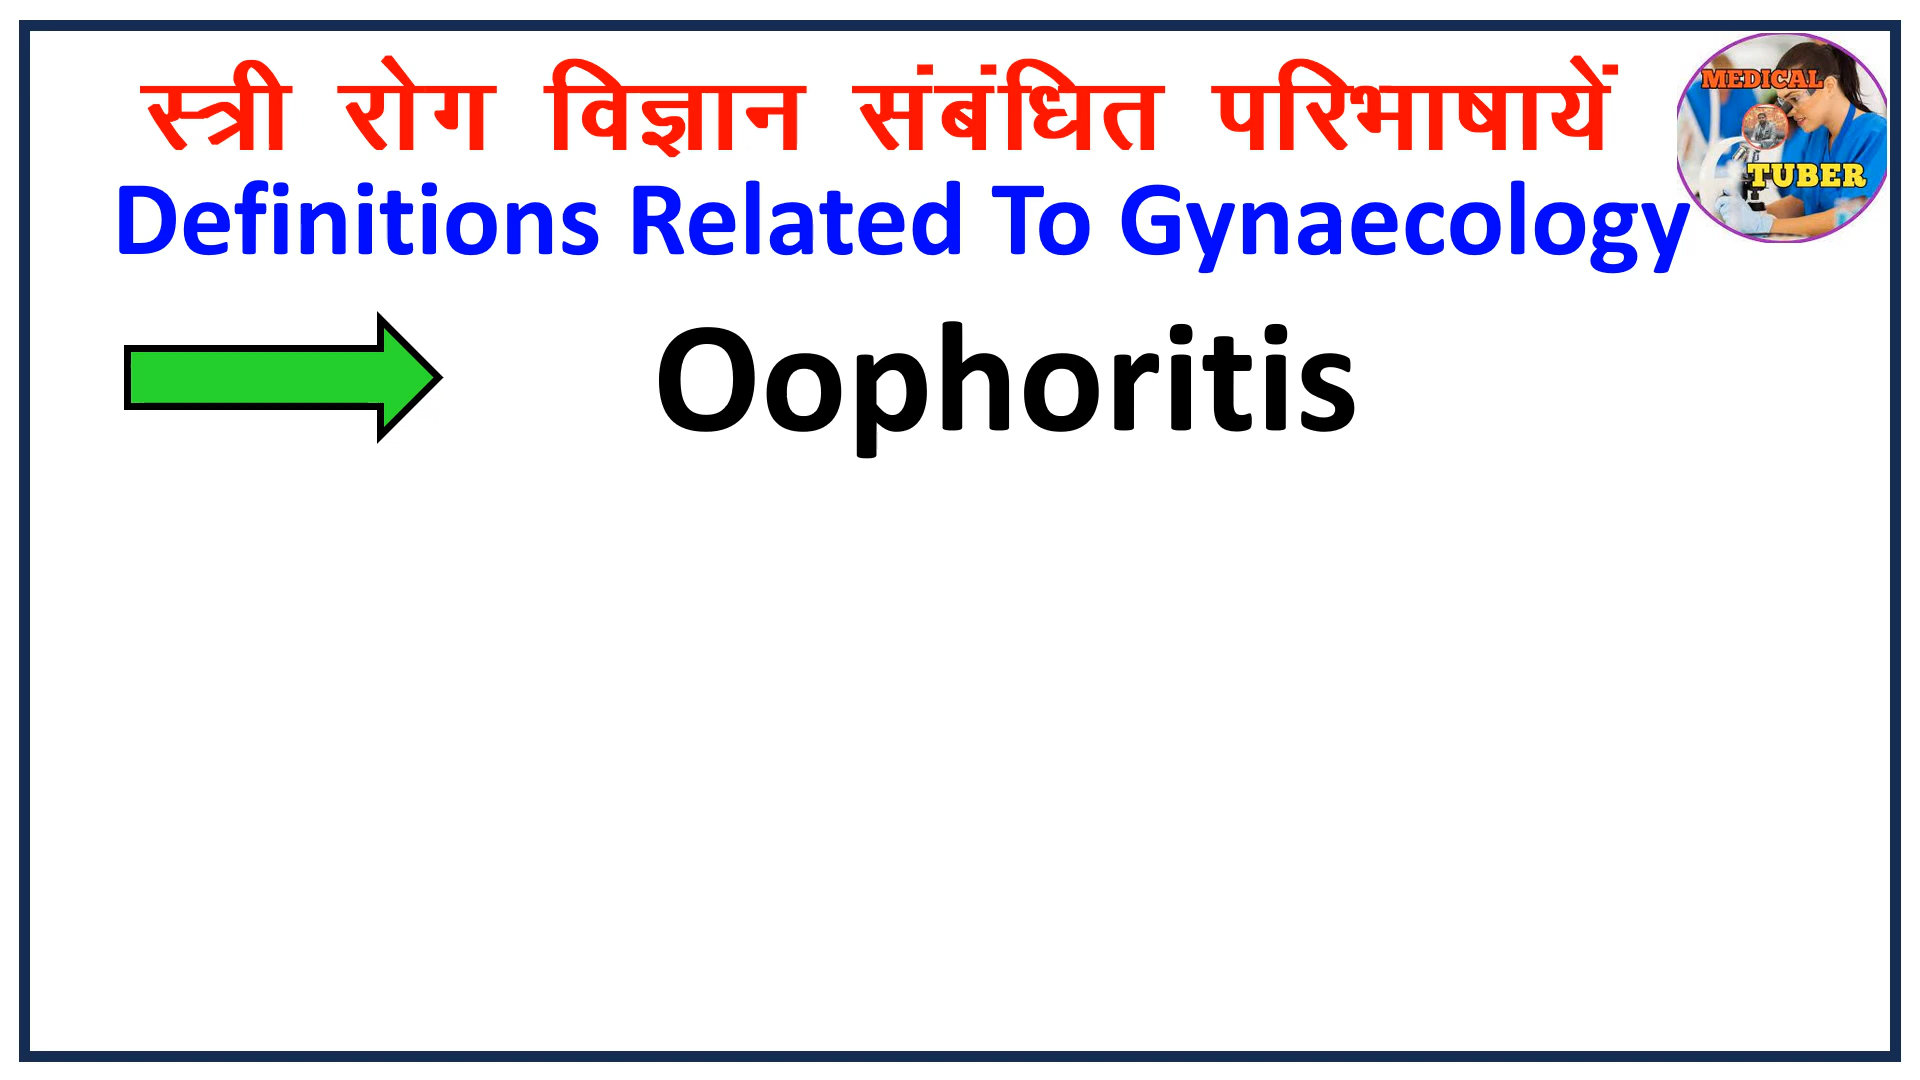 स्त्री रोग विज्ञान संबंधित परिभाषायें
Definitions Related To Gynaecology
MEDICAL
TUBER
Oophoritis